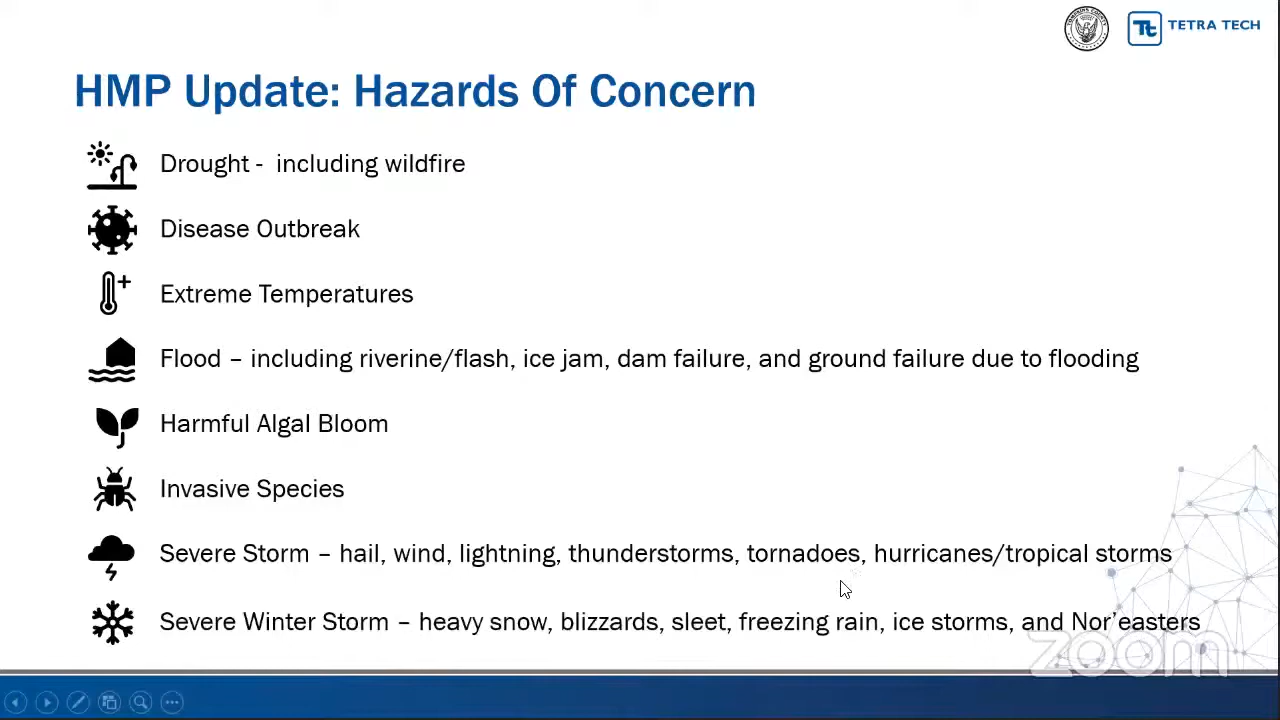 TOMPKINS COUNTY
Tt TETRA TECH
HMP Update: Hazards Of Concern
Drought - including wildfire
Disease Outbreak
Extreme Temperatures
Flood – including riverine/flash, ice jam, dam failure, and ground failure due to flooding
Harmful Algal Bloom
Invasive Species
Severe Storm – hail, wind, lightning, thunderstorms, tornadoes, hurricanes/tropical storms
Severe Winter Storm – heavy snow, blizzards, sleet, freezing rain, ice storms, and Nor’easters
zoom